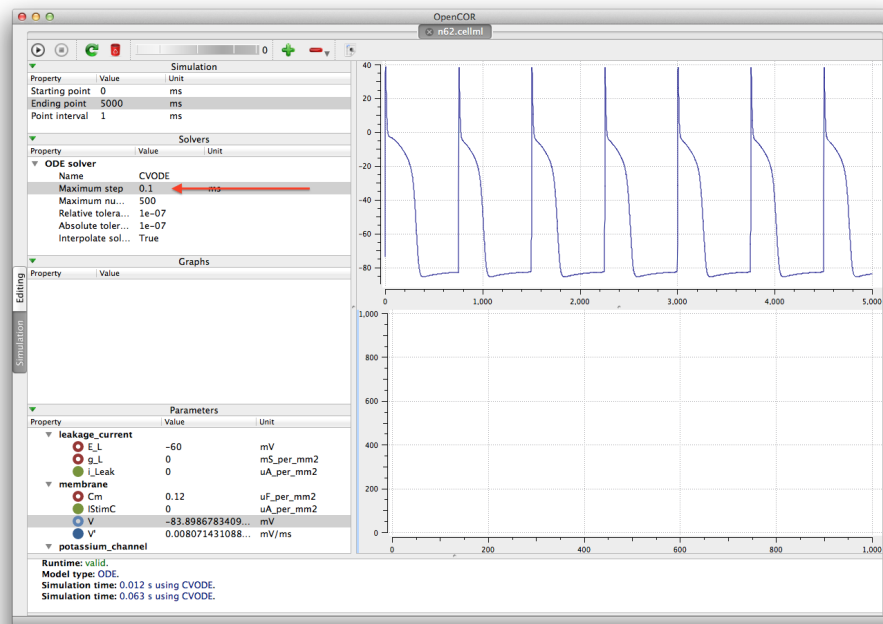 OpenCOR
n62.cellml
0
Simulation
Property Value Unit
Starting point 0 ms
Ending point 5000 ms
Point interval 1 ms
Solvers
Property Value Unit
ODE solver
Name CVODE
Maximum step 0.1 ms
Maximum nu... 500
Relative tolera... 1e-07
Absolute toler... 1e-07
Interpolate sol... True
Graphs
Property Value
Editing
Simulation
Parameters
Property Value Unit
leakage_current
E_L -60 mV
g_L 0 mS_per_mm2
i_Leak 0 uA_per_mm2
membrane
Cm 0.12 uF_per_mm2
IStimC 0 uA_per_mm2
V -83.8986783409... mV
V' 0.008071431088... mV/ms
potassium_channel
40
20
0
-20
-40
-60
-80
0 1,000 2,000 3,000 4,000 5,000
1,000
800
600
400
200
0
0 200 400 600 800 1,000
Runtime: valid.
Model type: ODE.
Simulation time: 0.012 s using CVODE.
Simulation time: 0.063 s using CVODE.